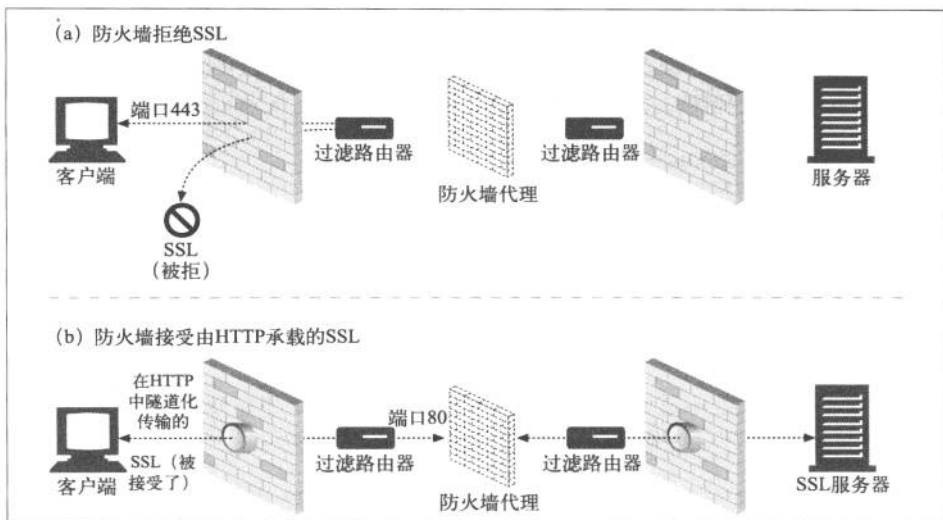 (a) 防火墙拒绝SSL
端口443
客户端
过滤路由器
防火墙代理
过滤路由器
服务器
SSL
(被拒)
(b) 防火墙接受由HTTP承载的SSL
在HTTP
中隧道化
传输的
SSL(被
接受了)
客户端
端口80
过滤路由器
防火墙代理
过滤路由器
SSL服务器